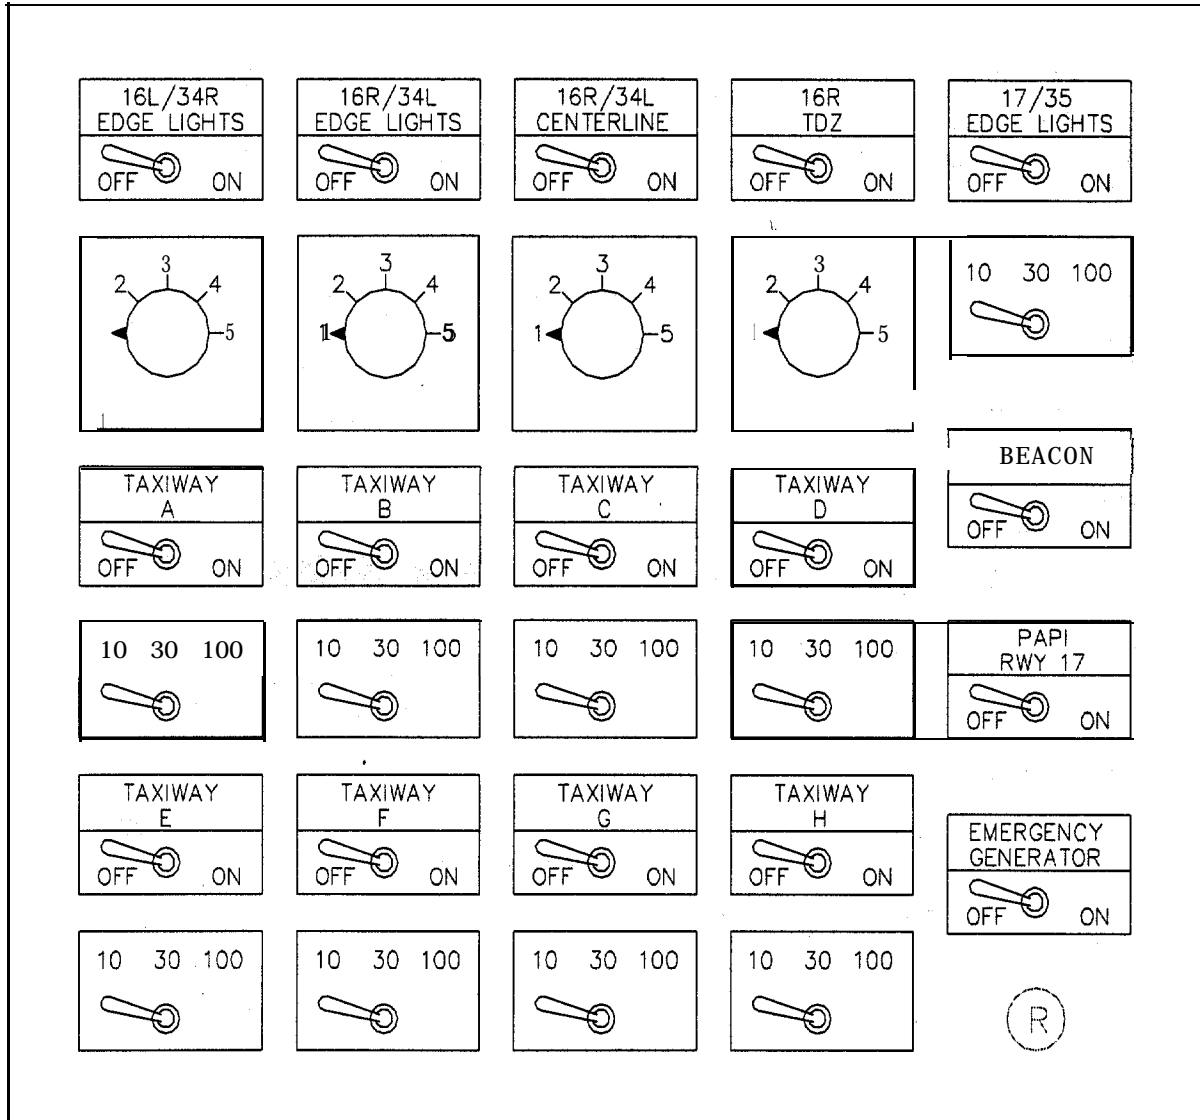 16L/34R
EDGE LIGHTS
OFF ON
16R/34L
EDGE LIGHTS
OFF ON
16R/34L
CENTERLINE
OFF ON
16R
TDZ
OFF ON
17/35
EDGE LIGHTS
OFF ON
2 3 4
5
1
2 3 4
1 5
2 3 4
1 5
2 3 4
1 5
10 30 100
BEACON
OFF ON
TAXIWAY
A
OFF ON
TAXIWAY
B
OFF ON
TAXIWAY
C
OFF ON
TAXIWAY
D
OFF ON
10 30 100
10 30 100
10 30 100
10 30 100
PAPI
RWY 17
OFF ON
TAXIWAY
E
OFF ON
TAXIWAY
F
OFF ON
TAXIWAY
G
OFF ON
TAXIWAY
H
OFF ON
EMERGENCY
GENERATOR
OFF ON
10 30 100
10 30 100
10 30 100
10 30 100
R